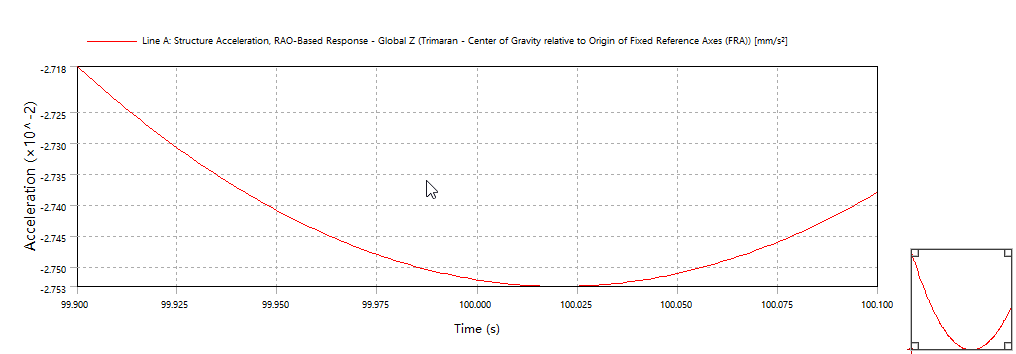 Line A: Structure Acceleration, RAO-Based Response - Global Z (Trimaran - Center of Gravity relative to Origin of Fixed Reference Axes (FRA)) [mm/s²]
Acceleration (×10^-2)
-2.718
-2.725
-2.730
-2.735
-2.740
-2.745
-2.750
-2.753
99.900 99.925 99.950 99.975 100.000 100.025 100.050 100.075 100.100
Time (s)